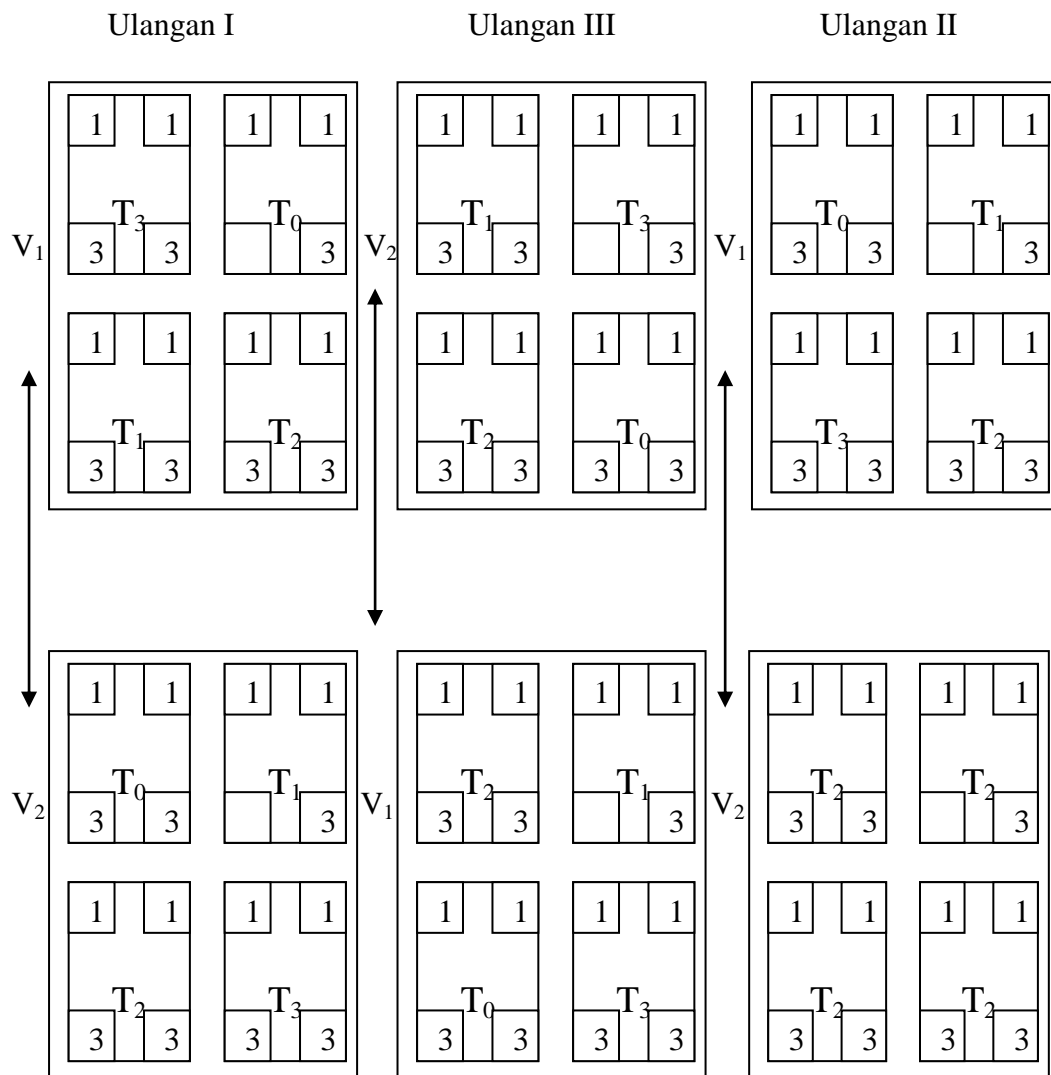 Ulangan I Ulangan III Ulangan II
1 1 1 1 1 1 1 1 1 1 1 1
T3 T0 T1 T3 T0 T1
V1 3 3 3 V2 3 3 3 V1 3 3 3
1 1 1 1 1 1 1 1 1 1 1 1
T1 T2 T2 T0 T3 T2
3 3 3 3 3 3 3 3 3 3 3 3
1 1 1 1 1 1 1 1 1 1 1 1
T0 T1 T2 T1 T2 T2
V2 3 3 3 V1 3 3 3 V2 3 3 3
1 1 1 1 1 1 1 1 1 1 1 1
T2 T3 T0 T3 T2 T2
3 3 3 3 3 3 3 3 3 3 3 3